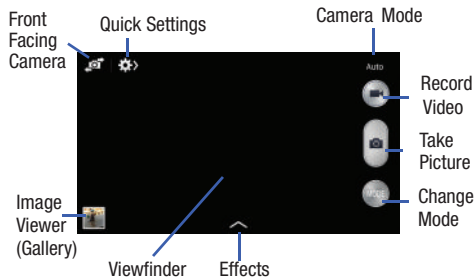 Front
Facing
Camera
Quick Settings
Camera Mode
Auto
Record
Video
Take
Picture
MODE
Change
Mode
Image
Viewer
(Gallery)
Viewfinder
Effects